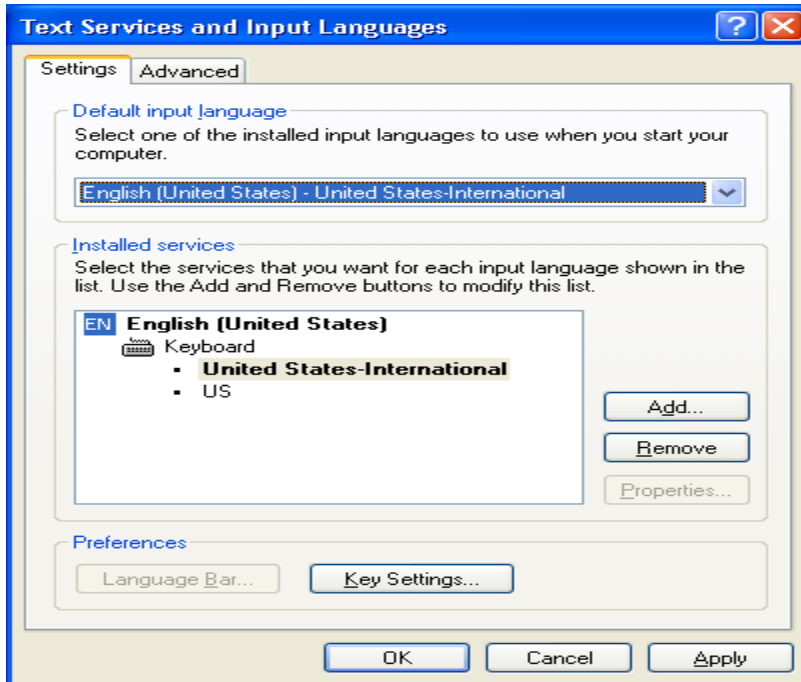 Text Services and Input Languages
Settings
Advanced
Default input language
Select one of the installed input languages to use when you start your
computer.
English (United States) - United States-International
Installed services
Select the services that you want for each input language shown in the
list. Use the Add and Remove buttons to modify this list.
EN English (United States)
Keyboard
United States-International
US
Add...
Remove
Properties...
Preferences
Language Bar...
Key Settings...
OK
Cancel
Apply